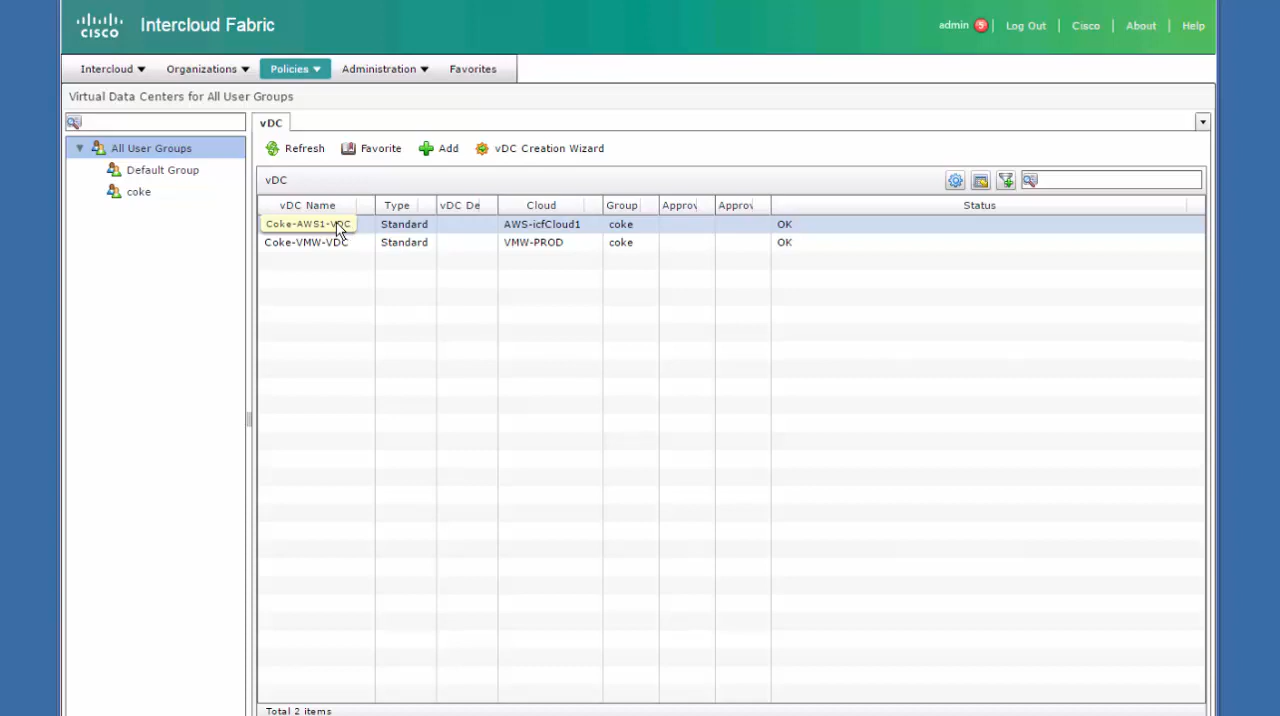 cisco Intercloud Fabric admin 5 | Log Out | Cisco | About | Help
Intercloud Organizations Policies Administration Favorites
Virtual Data Centers for All User Groups
vDC
All User Groups
Default Group
coke
Refresh Favorite Add vDC Creation Wizard
vDC
vDC Name Type vDC De Cloud Group Approv Approv Status
Coke-AWS1-VDC Standard AWS-icfCloud1 coke OK
Coke-VMW-VDC Standard VMW-PROD coke OK
Total 2 items